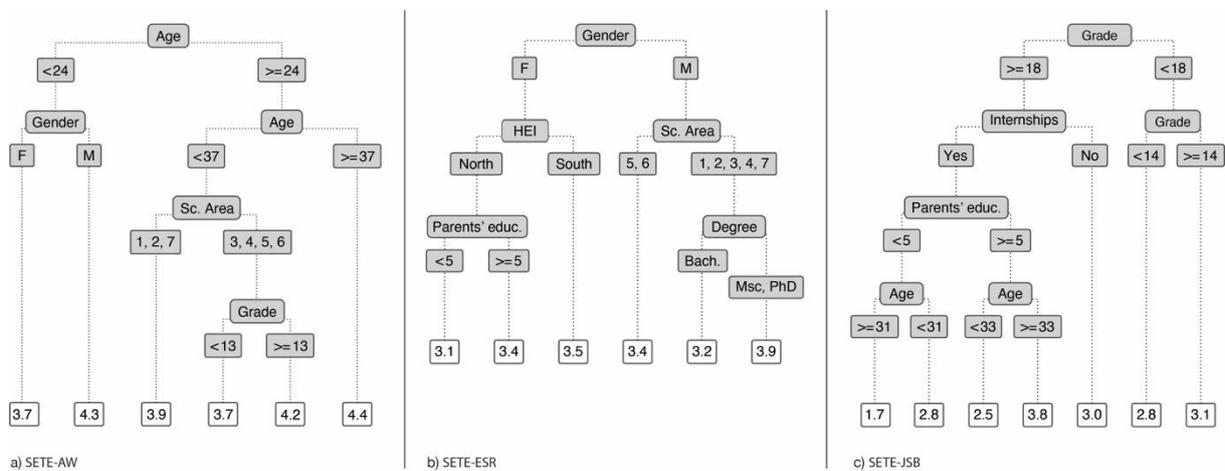 Age
<24
>=24
Gender
Age
F
M
<37
>=37
Sc. Area
1, 2, 7
3, 4, 5, 6
Grade
<13
>=13
3.7
4.3
3.9
3.7
4.2
4.4
a) SETE-AW
Gender
F
M
HEI
Sc. Area
North
South
5, 6
1, 2, 3, 4, 7
Parents' educ.
Degree
<5
>=5
Bach.
Msc, PhD
3.1
3.4
3.5
3.4
3.2
3.9
b) SETE-ESR
Grade
>=18
<18
Internships
Grade
Yes
No
<14
>=14
Parents' educ.
<5
>=5
Age
Age
>=31
<31
<33
>=33
1.7
2.8
2.5
3.8
3.0
2.8
3.1
c) SETE-JSB